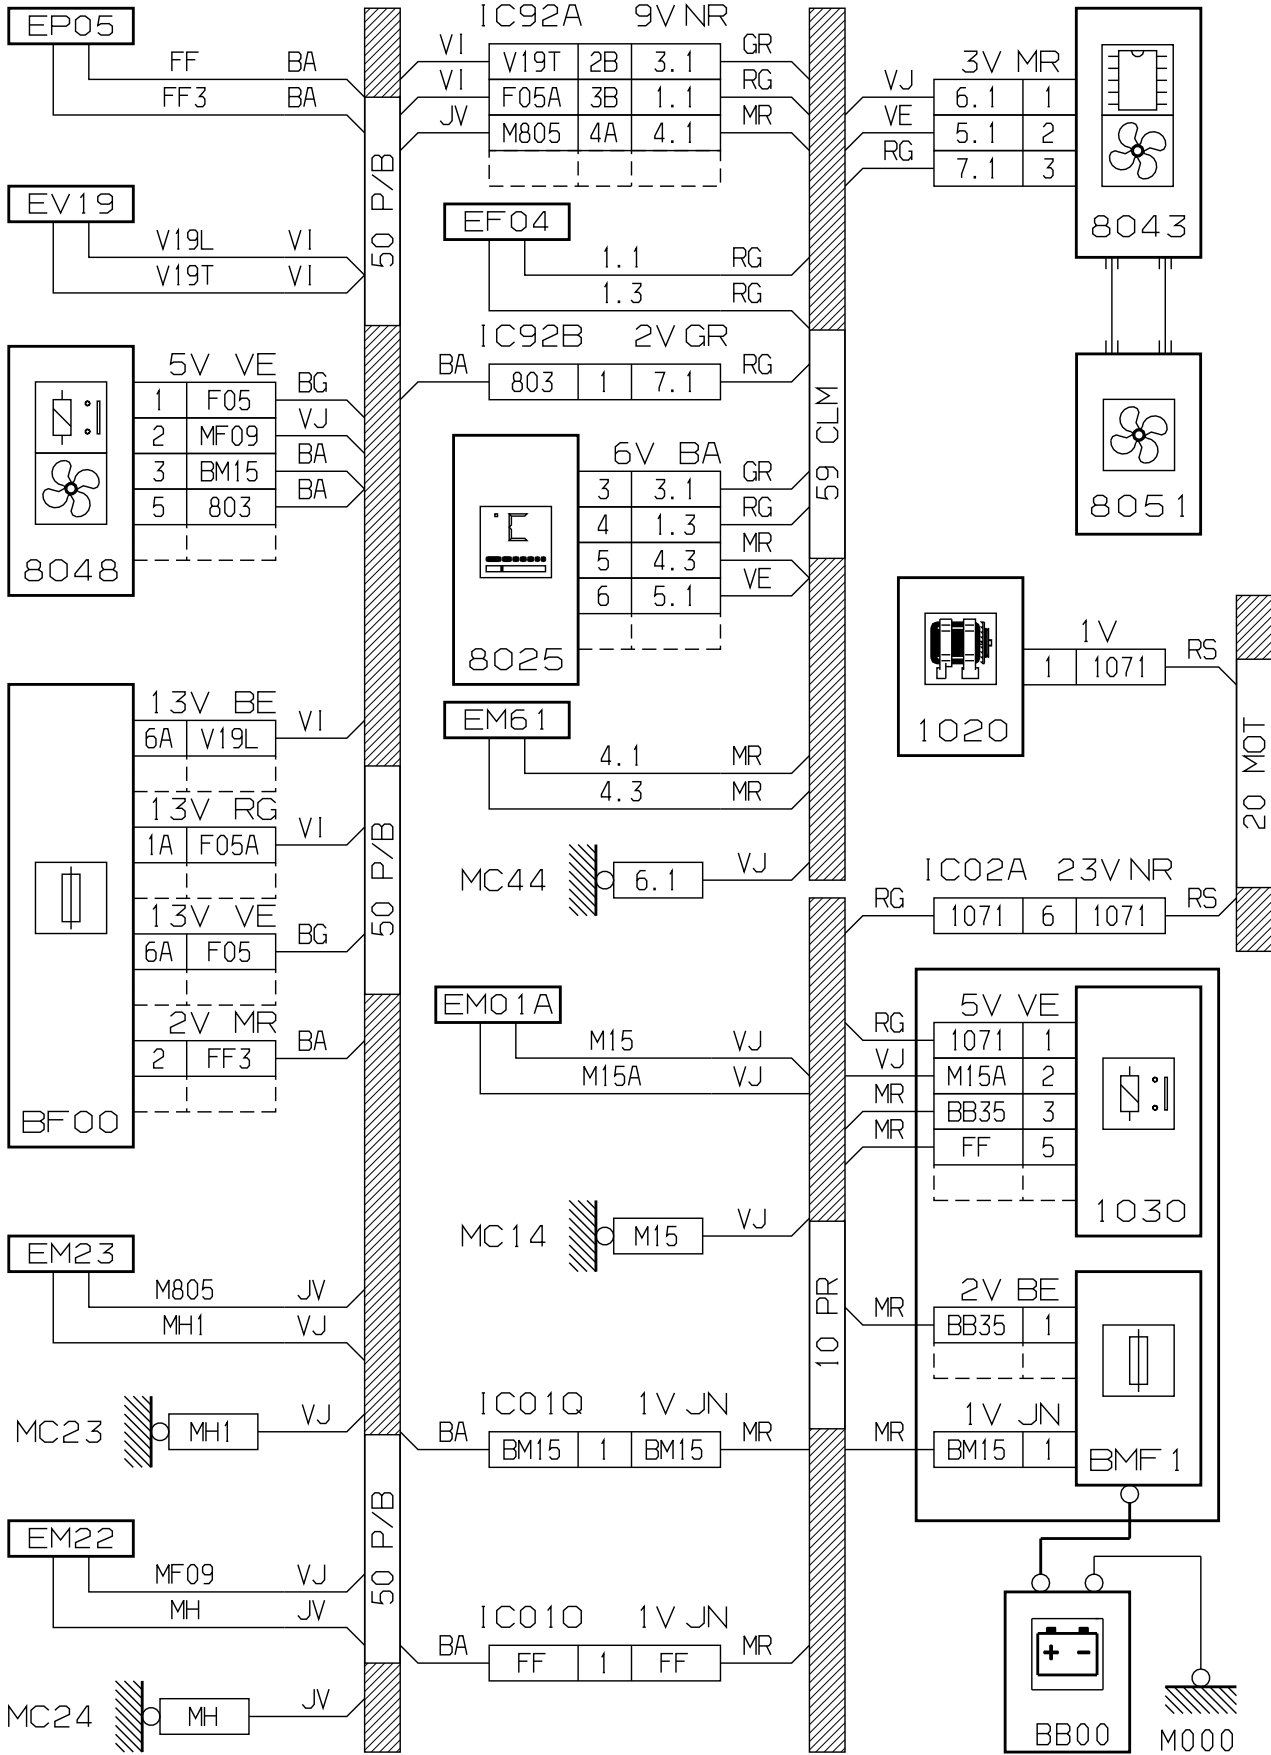 EP05
FF BA
FF3 BA
EV19
V19L VI
V19T VI
5V VE
1 F05 BG
2 MF09 VJ
3 BM15 BA
5 803 BA
8048
13V BE
6A V19L VI
13V RG
1A F05A VI
13V VE
6A F05 BG
2V MR
2 FF3 BA
BF00
EM23
M805 JV
MH1 VJ
MC23 MH1 VJ
EM22
MF09 VJ
MH JV
MC24 MH JV
50 P/B
50 P/B
50 P/B
IC92A 9V NR
VI V19T 2B 3.1 GR
VI F05A 3B 1.1 RG
JV M805 4A 4.1 MR
EF04
1.1 RG
1.3 RG
IC92B 2V GR
BA 803 1 7.1 RG
6V BA
3 3.1 GR
4 1.3 RG
5 4.3 MR
6 5.1 VE
°C
8025
EM61
4.1 MR
4.3 MR
MC44 6.1 VJ
EM01A
M15 VJ
M15A VJ
MC14 M15 VJ
IC01Q 1V JN
BA BM15 1 BM15 MR
IC01O 1V JN
BA FF 1 FF MR
59 CLM
10 PR
3V MR
VJ 6.1 1
VE 5.1 2
RG 7.1 3
8043
8051
1V
1 1071 RS
1020
20 MOT
IC02A 23V NR
RG 1071 6 1071 RS
5V VE
RG 1071 1
VJ M15A 2
MR BB35 3
MR FF 5
1030
2V BE
MR BB35 1
1V JN
MR BM15 1
BMF1
+ -
BB00
M000